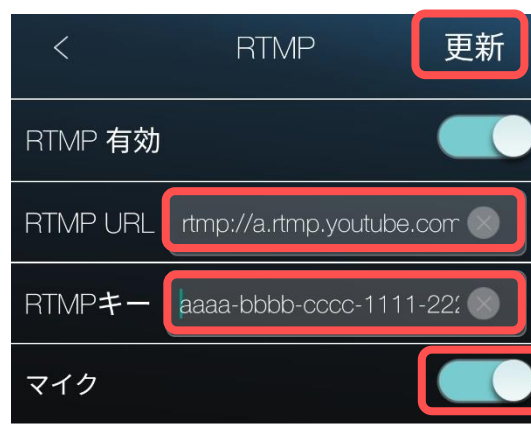 < RTMP 更新
RTMP 有効
RTMP URL rtmp://a.rtmp.youtube.com
RTMPキー aaaa-bbbb-cccc-1111-222
マイク